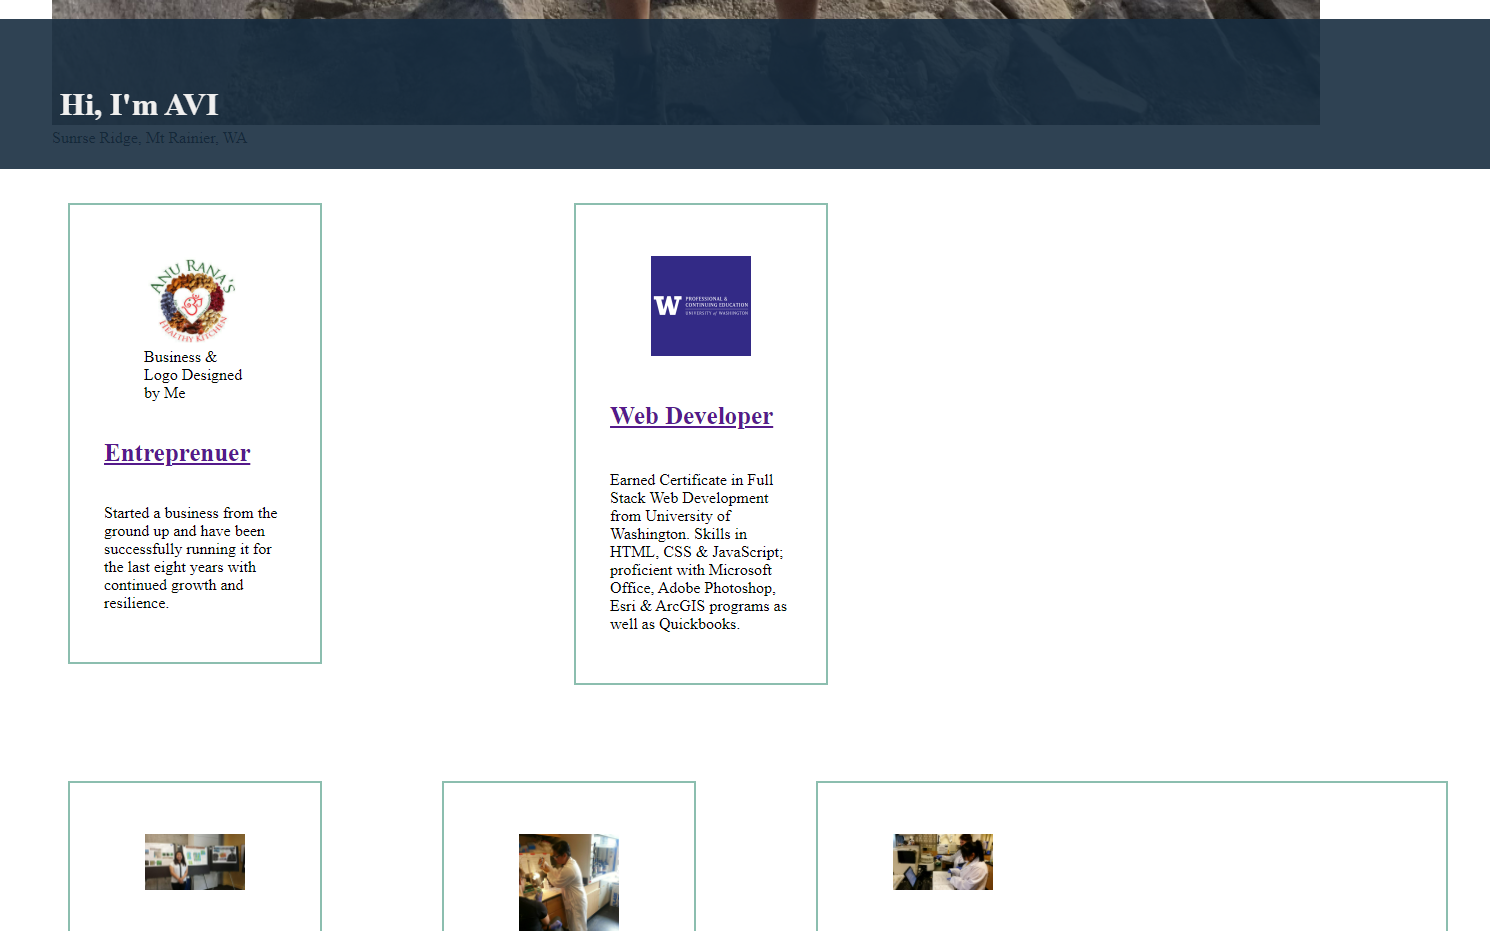 Hi, I'm AVI
Sunrse Ridge, Mt Rainier, WA
ANU RANA'S
HEALTHY KITCHEN
Business &
Logo Designed
by Me
Entreprenuer
Started a business from the
ground up and have been
successfully running it for
the last eight years with
continued growth and
resilience.
W
PROFESSIONAL &
CONTINUING EDUCATION
UNIVERSITY of WASHINGTON
Web Developer
Earned Certificate in Full
Stack Web Development
from University of
Washington. Skills in
HTML, CSS & JavaScript;
proficient with Microsoft
Office, Adobe Photoshop,
Esri & ArcGIS programs as
well as Quickbooks.